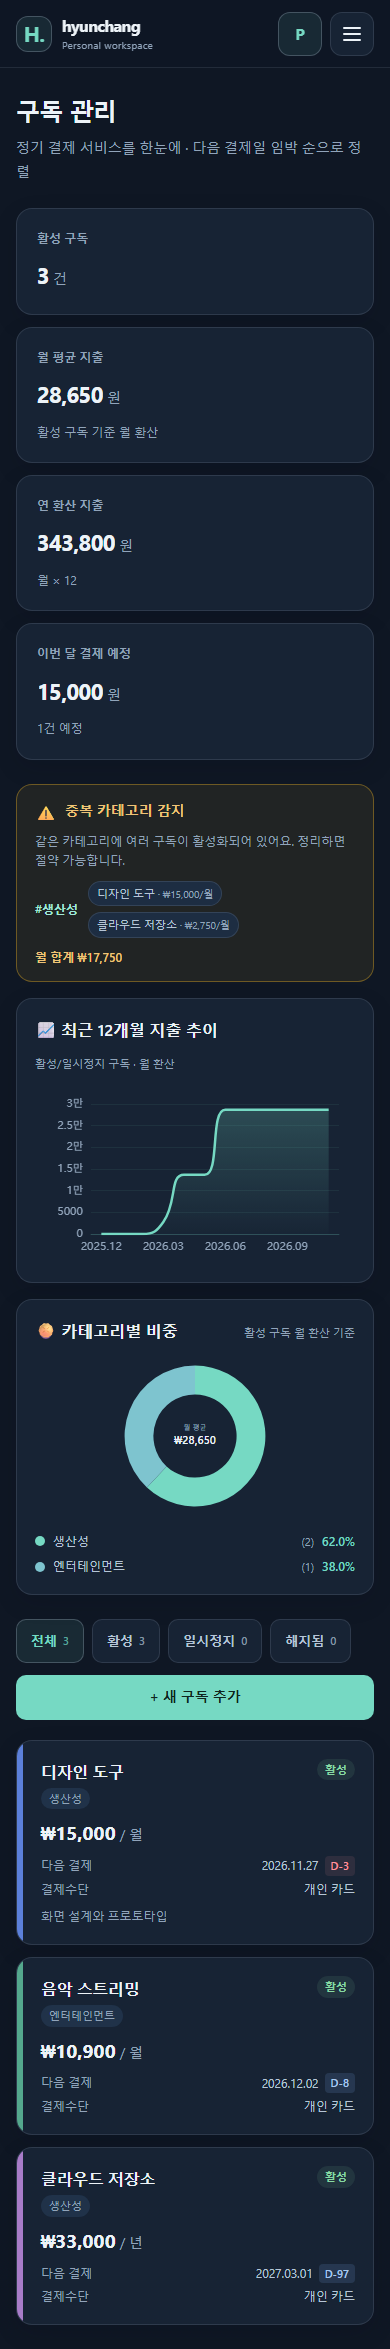 H.
hyunchang
Personal workspace
P
구독 관리
정기 결제 서비스를 한눈에 · 다음 결제일 임박 순으로 정
렬
활성 구독
3 건
월 평균 지출
28,650 원
활성 구독 기준 월 환산
연 환산 지출
343,800 원
월 × 12
이번 달 결제 예정
15,000 원
1건 예정
중복 카테고리 감지
같은 카테고리에 여러 구독이 활성화되어 있어요. 정리하면
절약 가능합니다.
#생산성
디자인 도구 · ₩15,000/월
클라우드 저장소 · ₩2,750/월
월 합계 ₩17,750
최근 12개월 지출 추이
활성/일시정지 구독 · 월 환산
3만
2.5만
2만
1.5만
1만
5000
0
2025.12 2026.03 2026.06 2026.09
카테고리별 비중 활성 구독 월 환산 기준
월 평균
₩28,650
생산성 (2) 62.0%
엔터테인먼트 (1) 38.0%
전체 3 활성 3 일시정지 0 해지됨 0
+ 새 구독 추가
디자인 도구 활성
생산성
₩15,000 / 월
다음 결제 2026.11.27 D-3
결제수단 개인 카드
화면 설계와 프로토타입
음악 스트리밍 활성
엔터테인먼트
₩10,900 / 월
다음 결제 2026.12.02 D-8
결제수단 개인 카드
클라우드 저장소 활성
생산성
₩33,000 / 년
다음 결제 2027.03.01 D-97
결제수단 개인 카드